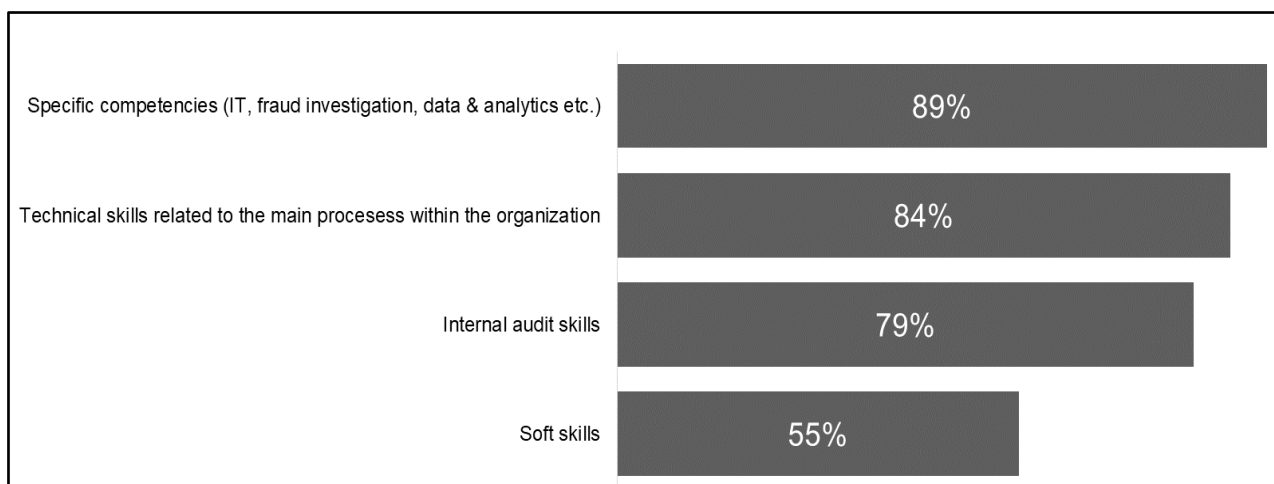 Specific competencies (IT, fraud investigation, data & analytics etc.)
89%
Technical skills related to the main procesess within the organization
84%
Internal audit skills
79%
Soft skills
55%